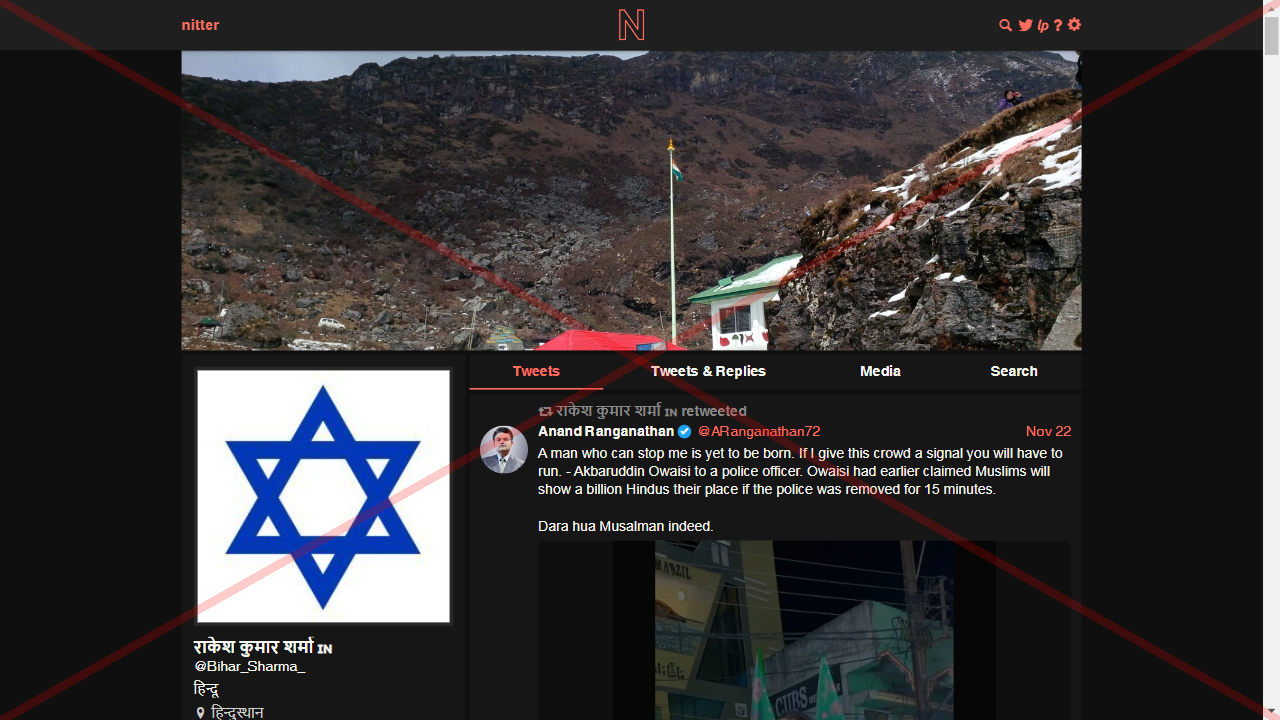 nitter
lp ?
Tweets
Tweets & Replies
Media
Search
राकेश कुमार शर्मा IN retweeted
Anand Ranganathan @ARanganathan72 Nov 22
A man who can stop me is yet to be born. If I give this crowd a signal you will have to
run. - Akbaruddin Owaisi to a police officer. Owaisi had earlier claimed Muslims will
show a billion Hindus their place if the police was removed for 15 minutes.
Dara hua Musalman indeed.
CUBS
राकेश कुमार शर्मा IN
@Bihar_Sharma_
हिन्दू
हिन्दुस्थान